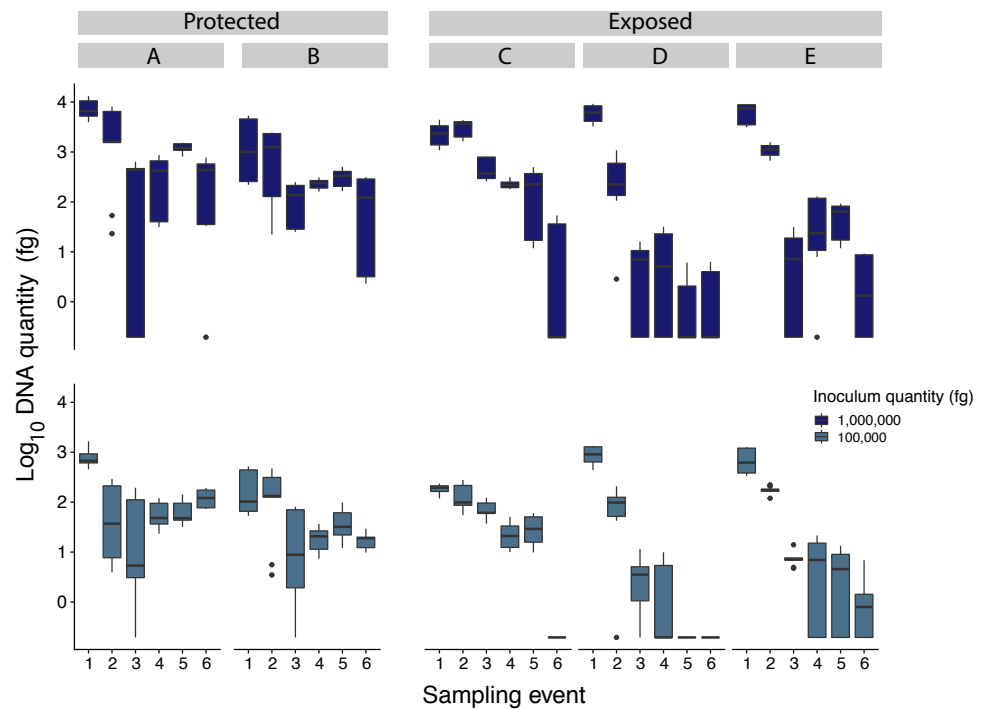 Protected Exposed
A B C D E
Log10 DNA quantity (fg)
4
3
2
1
0
4
3
2
1
0
Inoculum quantity (fg)
1,000,000
100,000
1 2 3 4 5 6 1 2 3 4 5 6 1 2 3 4 5 6 1 2 3 4 5 6 1 2 3 4 5 6
Sampling event